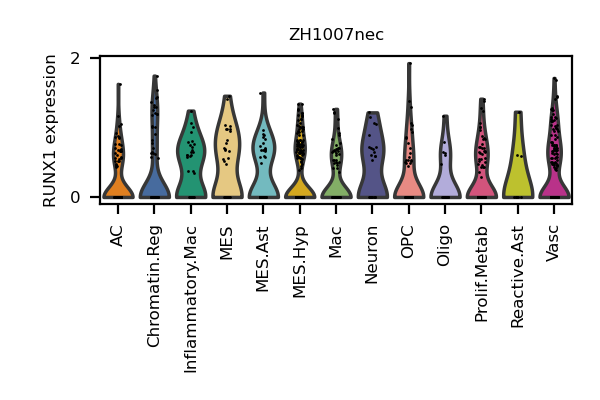 ZH1007nec
RUNX1 expression
2
0
AC
Chromatin.Reg
Inflammatory.Mac
MES
MES.Ast
MES.Hyp
Mac
Neuron
OPC
Oligo
Prolif.Metab
Reactive.Ast
Vasc